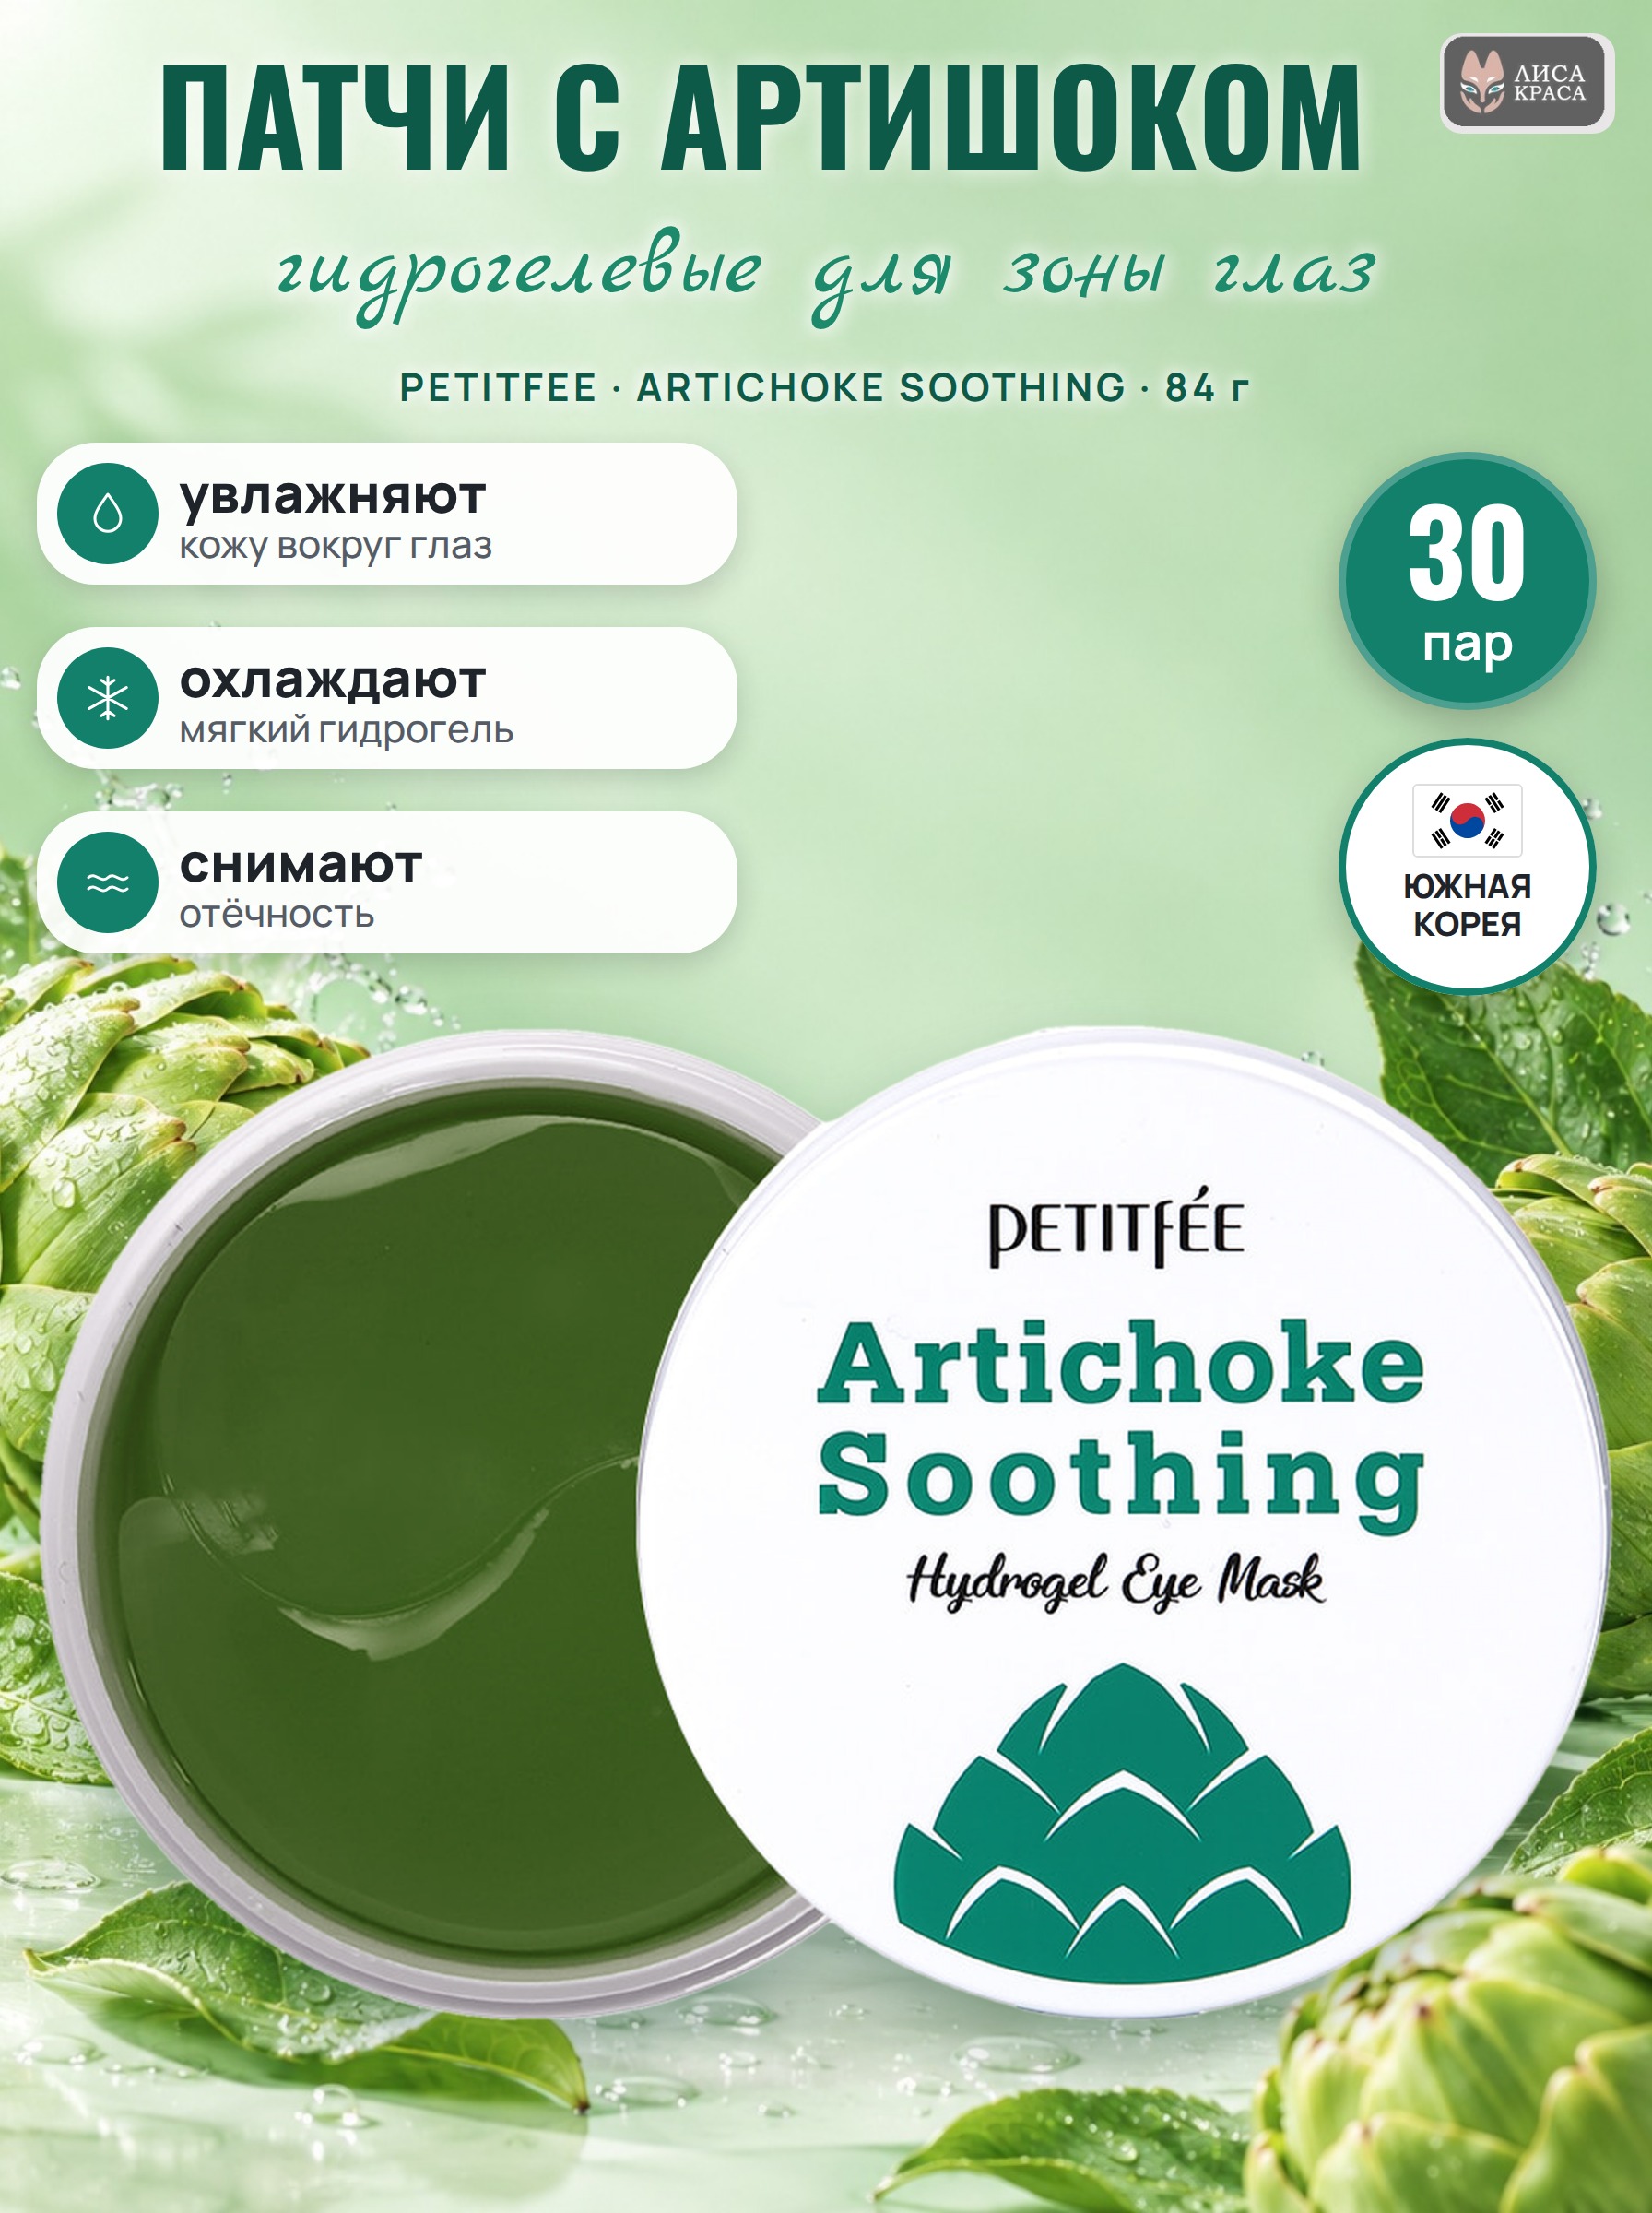 ПАТЧИ С АРТИШОКОМ
ЛИСА
КРАСА
гидрогелевые для зоны глаз
PETITFEE · ARTICHOKE SOOTHING · 84 г
увлажняют
кожу вокруг глаз
охлаждают
мягкий гидрогель
снимают
отёчность
30
пар
ЮЖНАЯ
КОРЕЯ
PETITFÉE
Artichoke
Soothing
Hydrogel Eye Mask